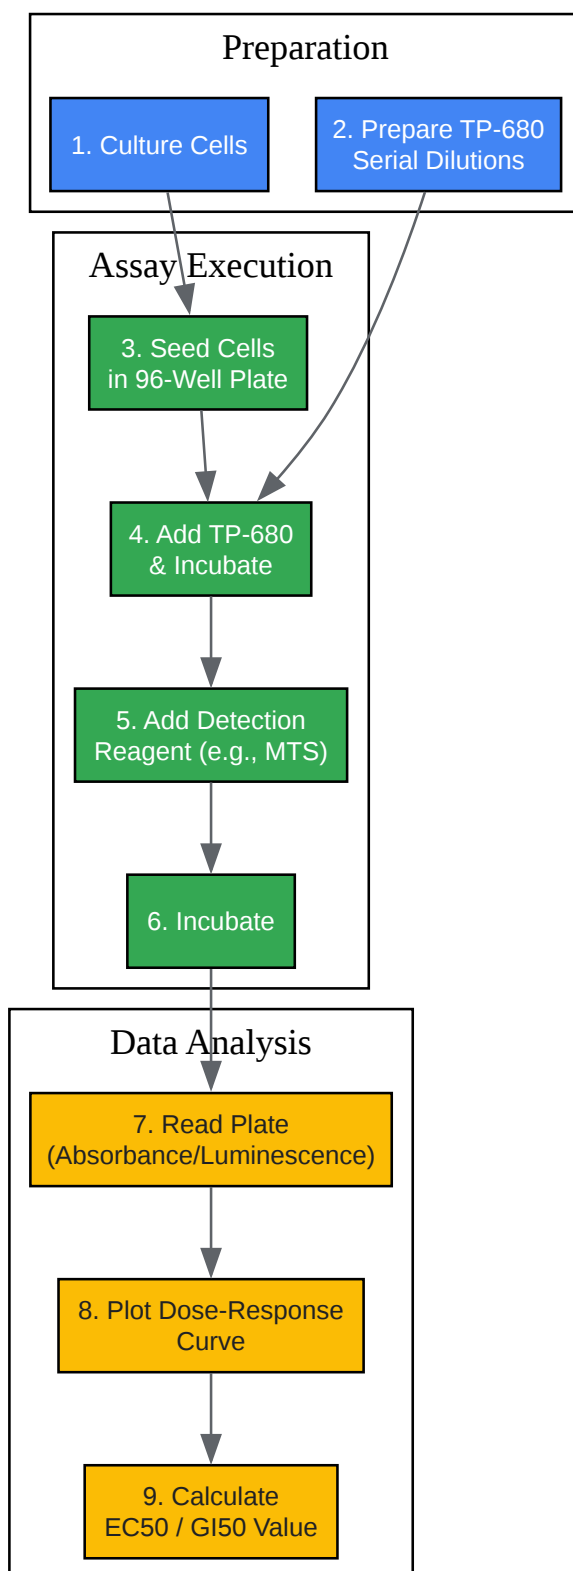 Preparation
1. Culture Cells
2. Prepare TP-680
Serial Dilutions
Assay Execution
3. Seed Cells
in 96-Well Plate
4. Add TP-680
& Incubate
5. Add Detection
Reagent (e.g., MTS)
6. Incubate
Data Analysis
7. Read Plate
(Absorbance/Luminescence)
8. Plot Dose-Response
Curve
9. Calculate
EC50 / GI50 Value